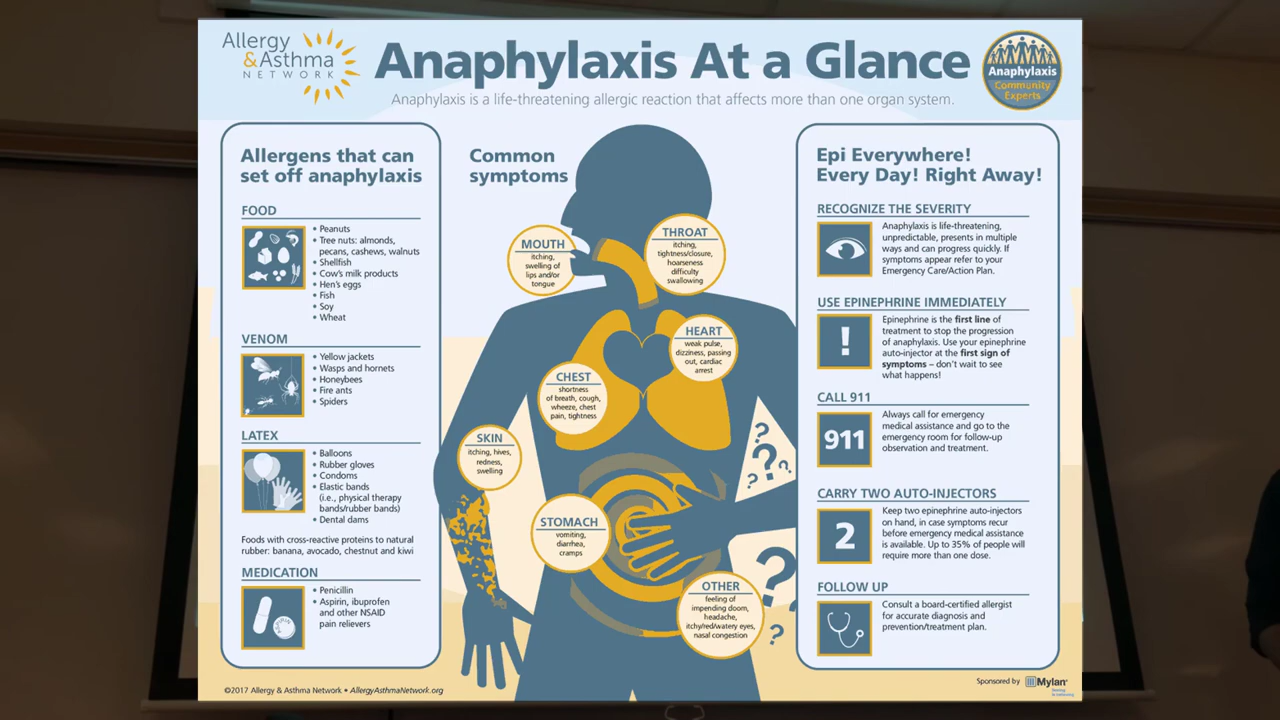 Allergy
&Asthma
NETWORK
Anaphylaxis At a Glance
Anaphylaxis is a life-threatening allergic reaction that affects more than one organ system.
Anaphylaxis
Community
Experts
Allergens that can
set off anaphylaxis
FOOD
• Peanuts
• Tree nuts: almonds,
pecans, cashews, walnuts
• Shellfish
• Cow's milk products
• Hen's eggs
• Fish
• Soy
• Wheat
VENOM
• Yellow jackets
• Wasps and hornets
• Honeybees
• Fire ants
• Spiders
LATEX
• Balloons
• Rubber gloves
• Condoms
• Elastic bands
(i.e., physical therapy
bands/rubber bands)
• Dental dams
Foods with cross-reactive proteins to natural
rubber: banana, avocado, chestnut and kiwi
MEDICATION
• Penicillin
• Aspirin, ibuprofen
and other NSAID
pain relievers
Common
symptoms
MOUTH
itching,
swelling of
lips and/or
tongue
THROAT
itching,
tightness/closure,
hoarseness
difficulty
swallowing
HEART
weak pulse,
dizziness, passing
out, cardiac
arrest
CHEST
shortness
of breath, cough,
wheeze, chest
pain, tightness
SKIN
itching, hives,
redness,
swelling
STOMACH
vomiting,
diarrhea,
cramps
OTHER
feeling of
impending doom,
headache,
itchy/red/watery eyes,
nasal congestion
?
?
?
?
?
?
?
Epi Everywhere!
Every Day! Right Away!
RECOGNIZE THE SEVERITY
Anaphylaxis is life-threatening,
unpredictable, presents in multiple
ways and can progress quickly. If
symptoms appear refer to your
Emergency Care/Action Plan.
USE EPINEPHRINE IMMEDIATELY
!
Epinephrine is the first line of
treatment to stop the progression
of anaphylaxis. Use your epinephrine
auto-injector at the first sign of
symptoms – don't wait to see
what happens!
CALL 911
911
Always call for emergency
medical assistance and go to the
emergency room for follow-up
observation and treatment.
CARRY TWO AUTO-INJECTORS
2
Keep two epinephrine auto-injectors
on hand, in case symptoms recur
before emergency medical assistance
is available. Up to 35% of people will
require more than one dose.
FOLLOW UP
Consult a board-certified allergist
for accurate diagnosis and
prevention/treatment plan.
©2017 Allergy & Asthma Network • AllergyAsthmaNetwork.org
Sponsored by Mylan